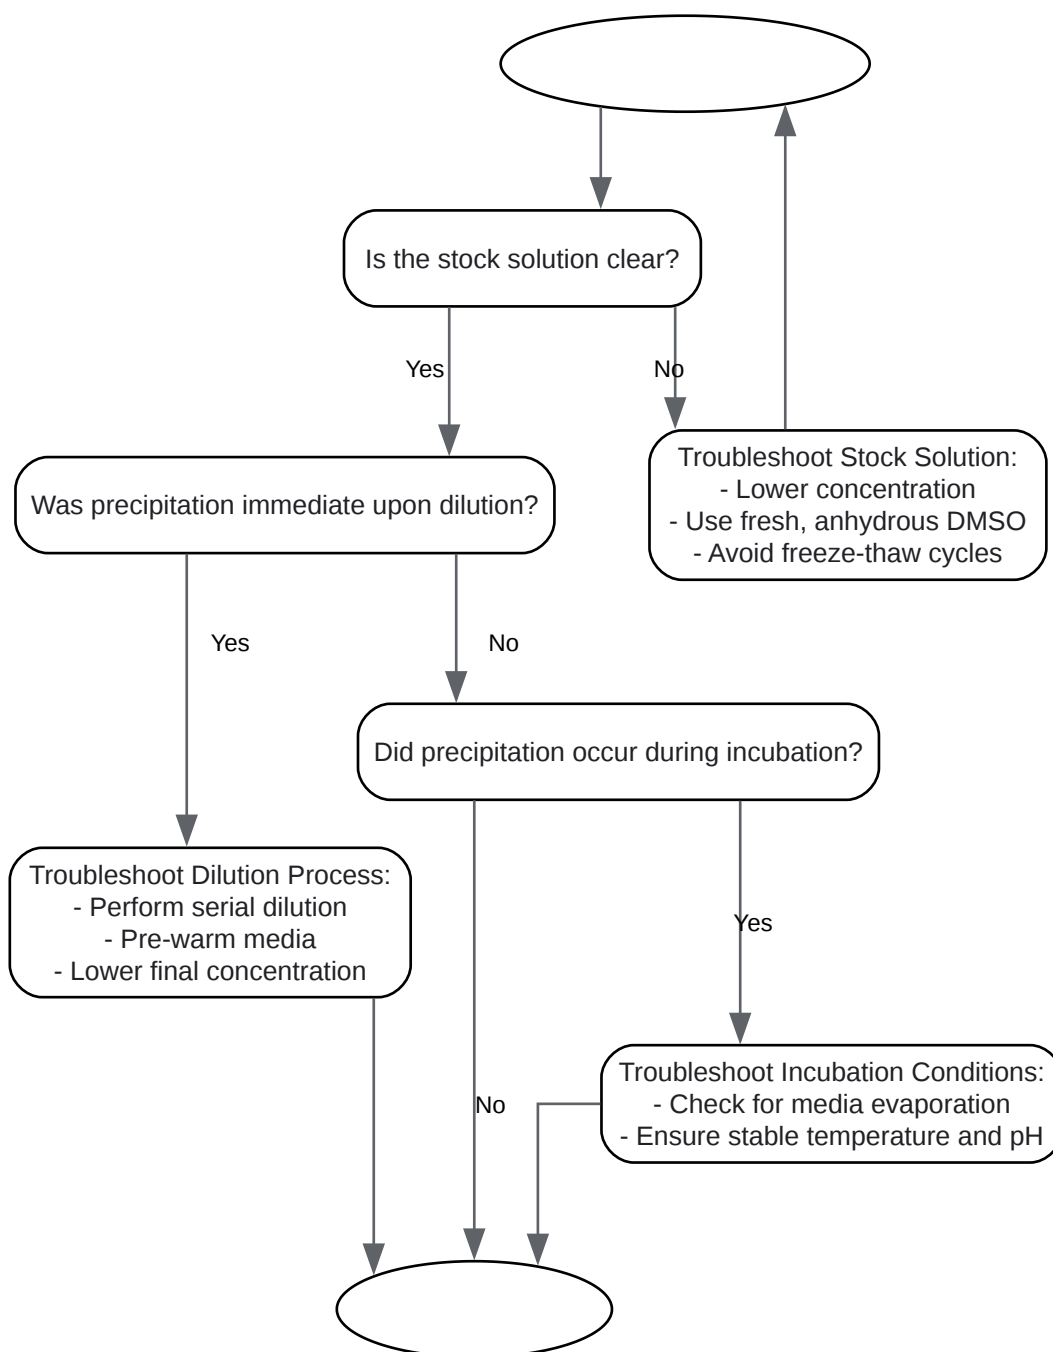 Is the stock solution clear?
Yes
No
Troubleshoot Stock Solution:
- Lower concentration
- Use fresh, anhydrous DMSO
- Avoid freeze-thaw cycles
Was precipitation immediate upon dilution?
Yes
No
Did precipitation occur during incubation?
Troubleshoot Dilution Process:
- Perform serial dilution
- Pre-warm media
- Lower final concentration
Yes
No
Troubleshoot Incubation Conditions:
- Check for media evaporation
- Ensure stable temperature and pH